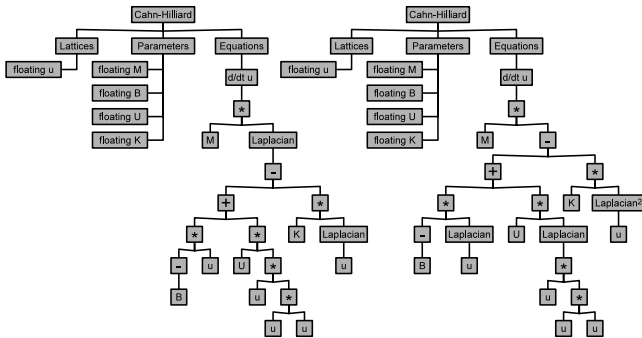 Cahn-Hilliard Cahn-Hilliard
Lattices Parameters Equations Lattices Parameters Equations
floating u floating M d/dt u floating u floating M d/dt u
floating B floating B
floating U * floating U *
floating K M Laplacian floating K M -
- + *
+ * * * K Laplacian²
* * K Laplacian - Laplacian U Laplacian u
- u U * u B u *
B u * u *
u u u u